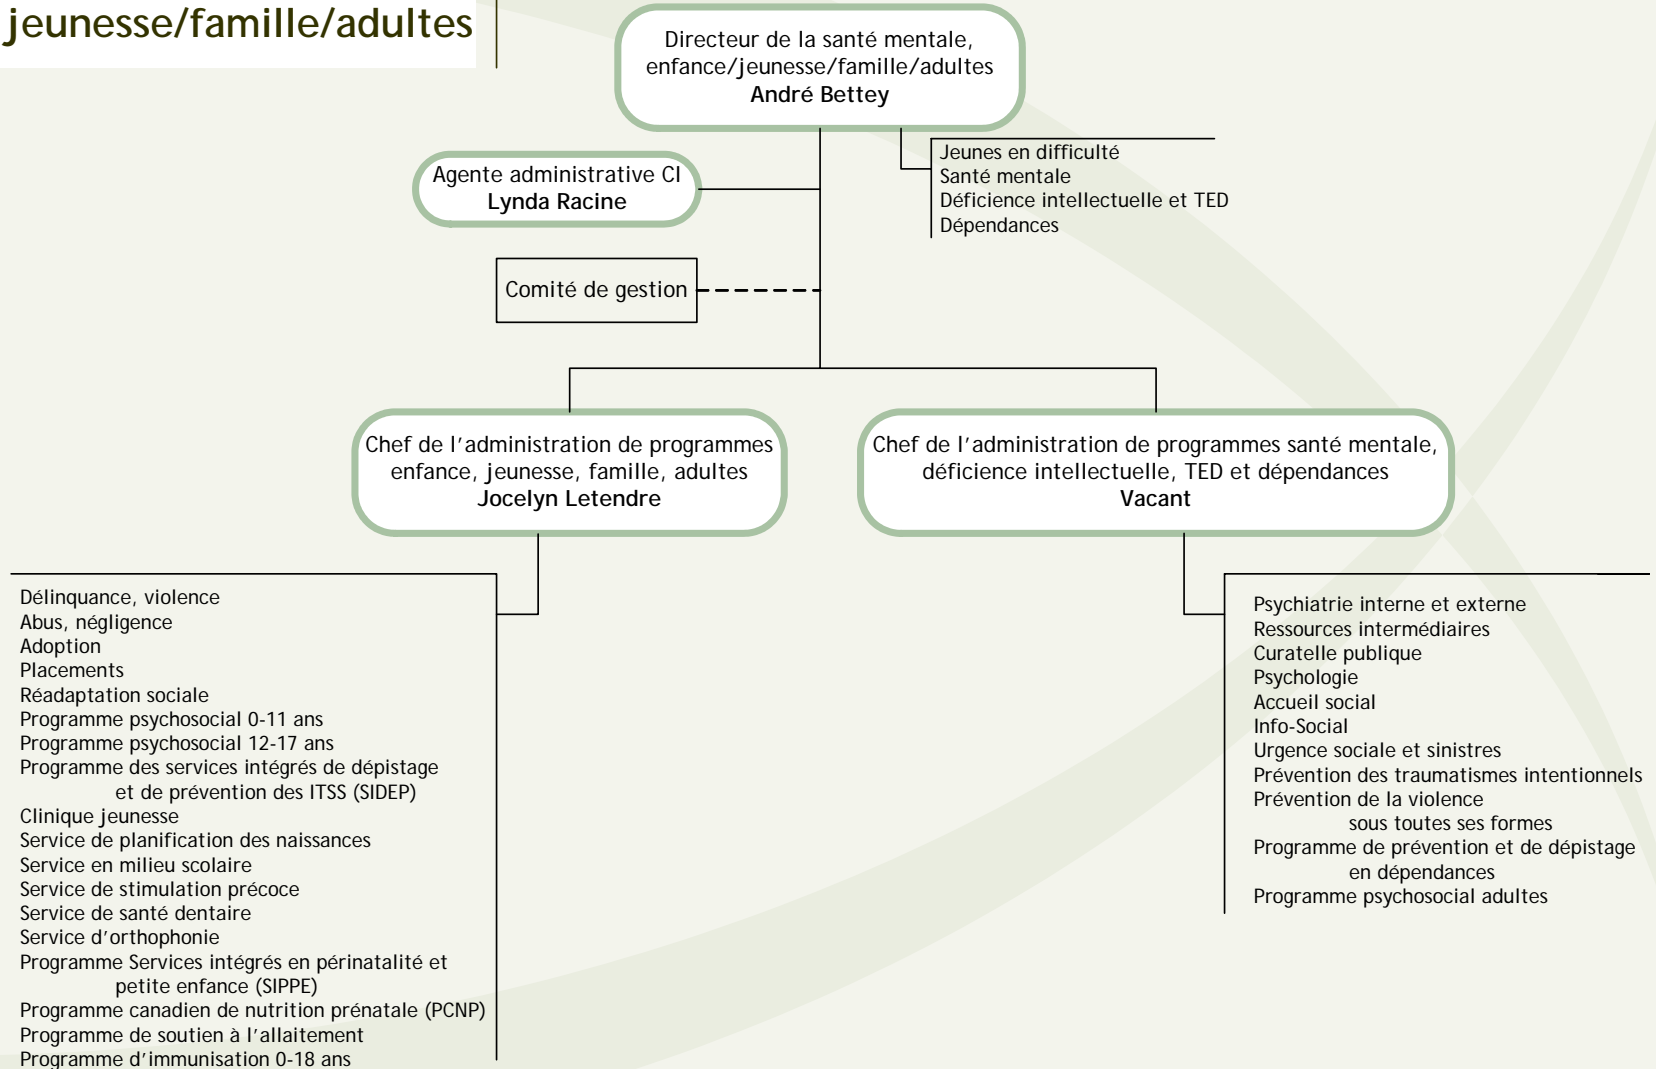 jeunesse/famille/adultes
Directeur de la santé mentale,
enfance/jeunesse/famille/adultes
André Bettey
Jeunes en difficulté
Santé mentale
Déficience intellectuelle et TED
Dépendances
Agente administrative CI
Lynda Racine
Comité de gestion
Chef de l'administration de programmes
enfance, jeunesse, famille, adultes
Jocelyn Letendre
Chef de l'administration de programmes santé mentale,
déficience intellectuelle, TED et dépendances
Vacant
Délinquance, violence
Abus, négligence
Adoption
Placements
Réadaptation sociale
Programme psychosocial 0-11 ans
Programme psychosocial 12-17 ans
Programme des services intégrés de dépistage
et de prévention des ITSS (SIDEP)
Clinique jeunesse
Service de planification des naissances
Service en milieu scolaire
Service de stimulation précoce
Service de santé dentaire
Service d'orthophonie
Programme Services intégrés en périnatalité et
petite enfance (SIPPE)
Programme canadien de nutrition prénatale (PCNP)
Programme de soutien à l'allaitement
Programme d'immunisation 0-18 ans
Psychiatrie interne et externe
Ressources intermédiaires
Curatelle publique
Psychologie
Accueil social
Info-Social
Urgence sociale et sinistres
Prévention des traumatismes intentionnels
Prévention de la violence
sous toutes ses formes
Programme de prévention et de dépistage
en dépendances
Programme psychosocial adultes